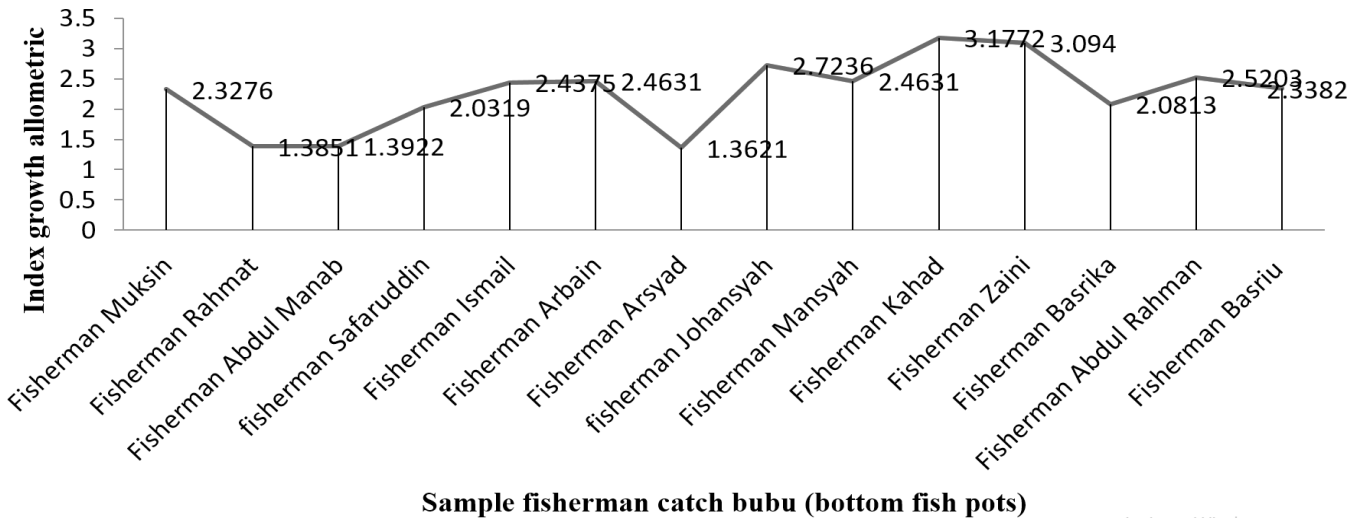 Index growth allometric
3.5
3
2.5
2
1.5
1
0.5
0
2.3276
1.3851
1.3922
2.0319
2.4375
2.4631
1.3621
2.7236
2.4631
3.1772
3.094
2.0813
2.5203
2.3382
Fisherman Muksin
Fisherman Rahmat
Fisherman Abdul Manab
fisherman Safaruddin
Fisherman Ismail
Fisherman Arbain
Fisherman Arsyad
fisherman Johansyah
Fisherman Mansyah
Fisherman Kahad
Fisherman Zaini
Fisherman Basrika
Fisherman Abdul Rahman
Fisherman Basriu
Sample fisherman catch bubu (bottom fish pots)